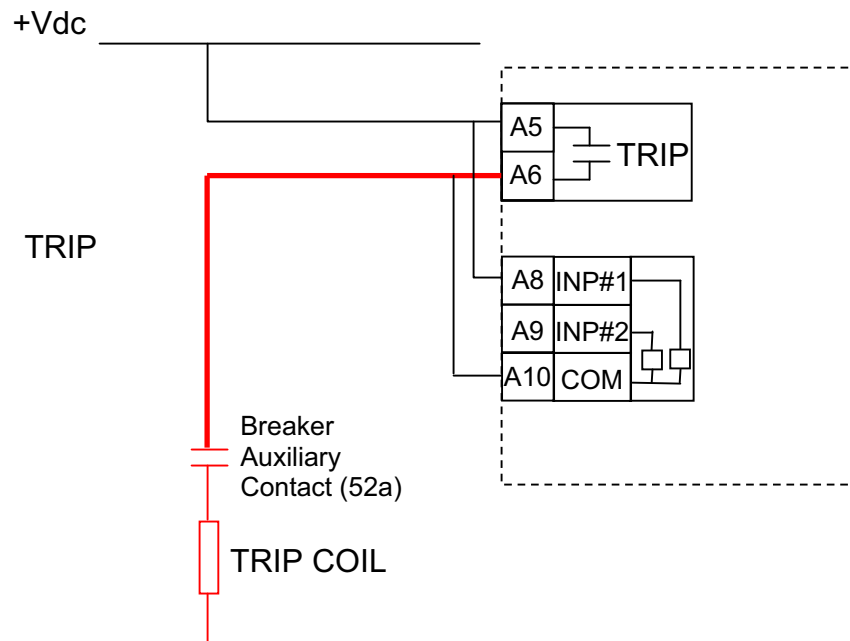 +Vdc
A5
TRIP
A6
TRIP
A8 INP#1
A9 INP#2
A10 COM
Breaker
Auxiliary
Contact (52a)
TRIP COIL